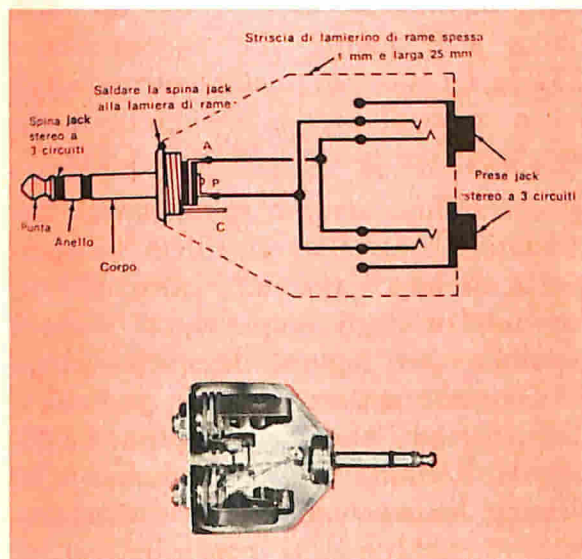 Striscia di lamierino di rame spessa
1 mm e larga 25 mm
Saldare la spina jack
alla lamiera di rame
Spina jack
stereo a
3 circuiti
A
P
C
Punta
Anello
Corpo
Prese jack
stereo a 3 circuiti